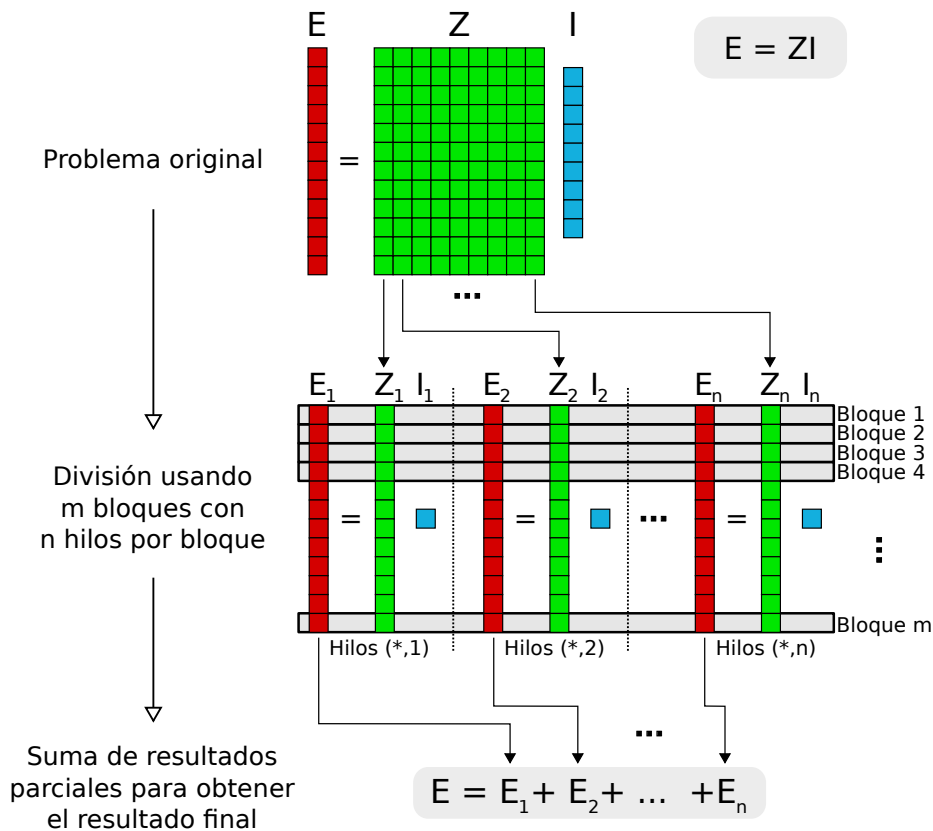 E Z I
E = ZI
Problema original
=
...
E1 Z1 I1 E2 Z2 I2 En Zn In
Bloque 1
Bloque 2
Bloque 3
Bloque 4
División usando
m bloques con
n hilos por bloque
= = ... =
⋮
Bloque m
Hilos (*,1) Hilos (*,2) Hilos (*,n)
...
Suma de resultados
parciales para obtener
el resultado final
E = E1+ E2+ ... +En